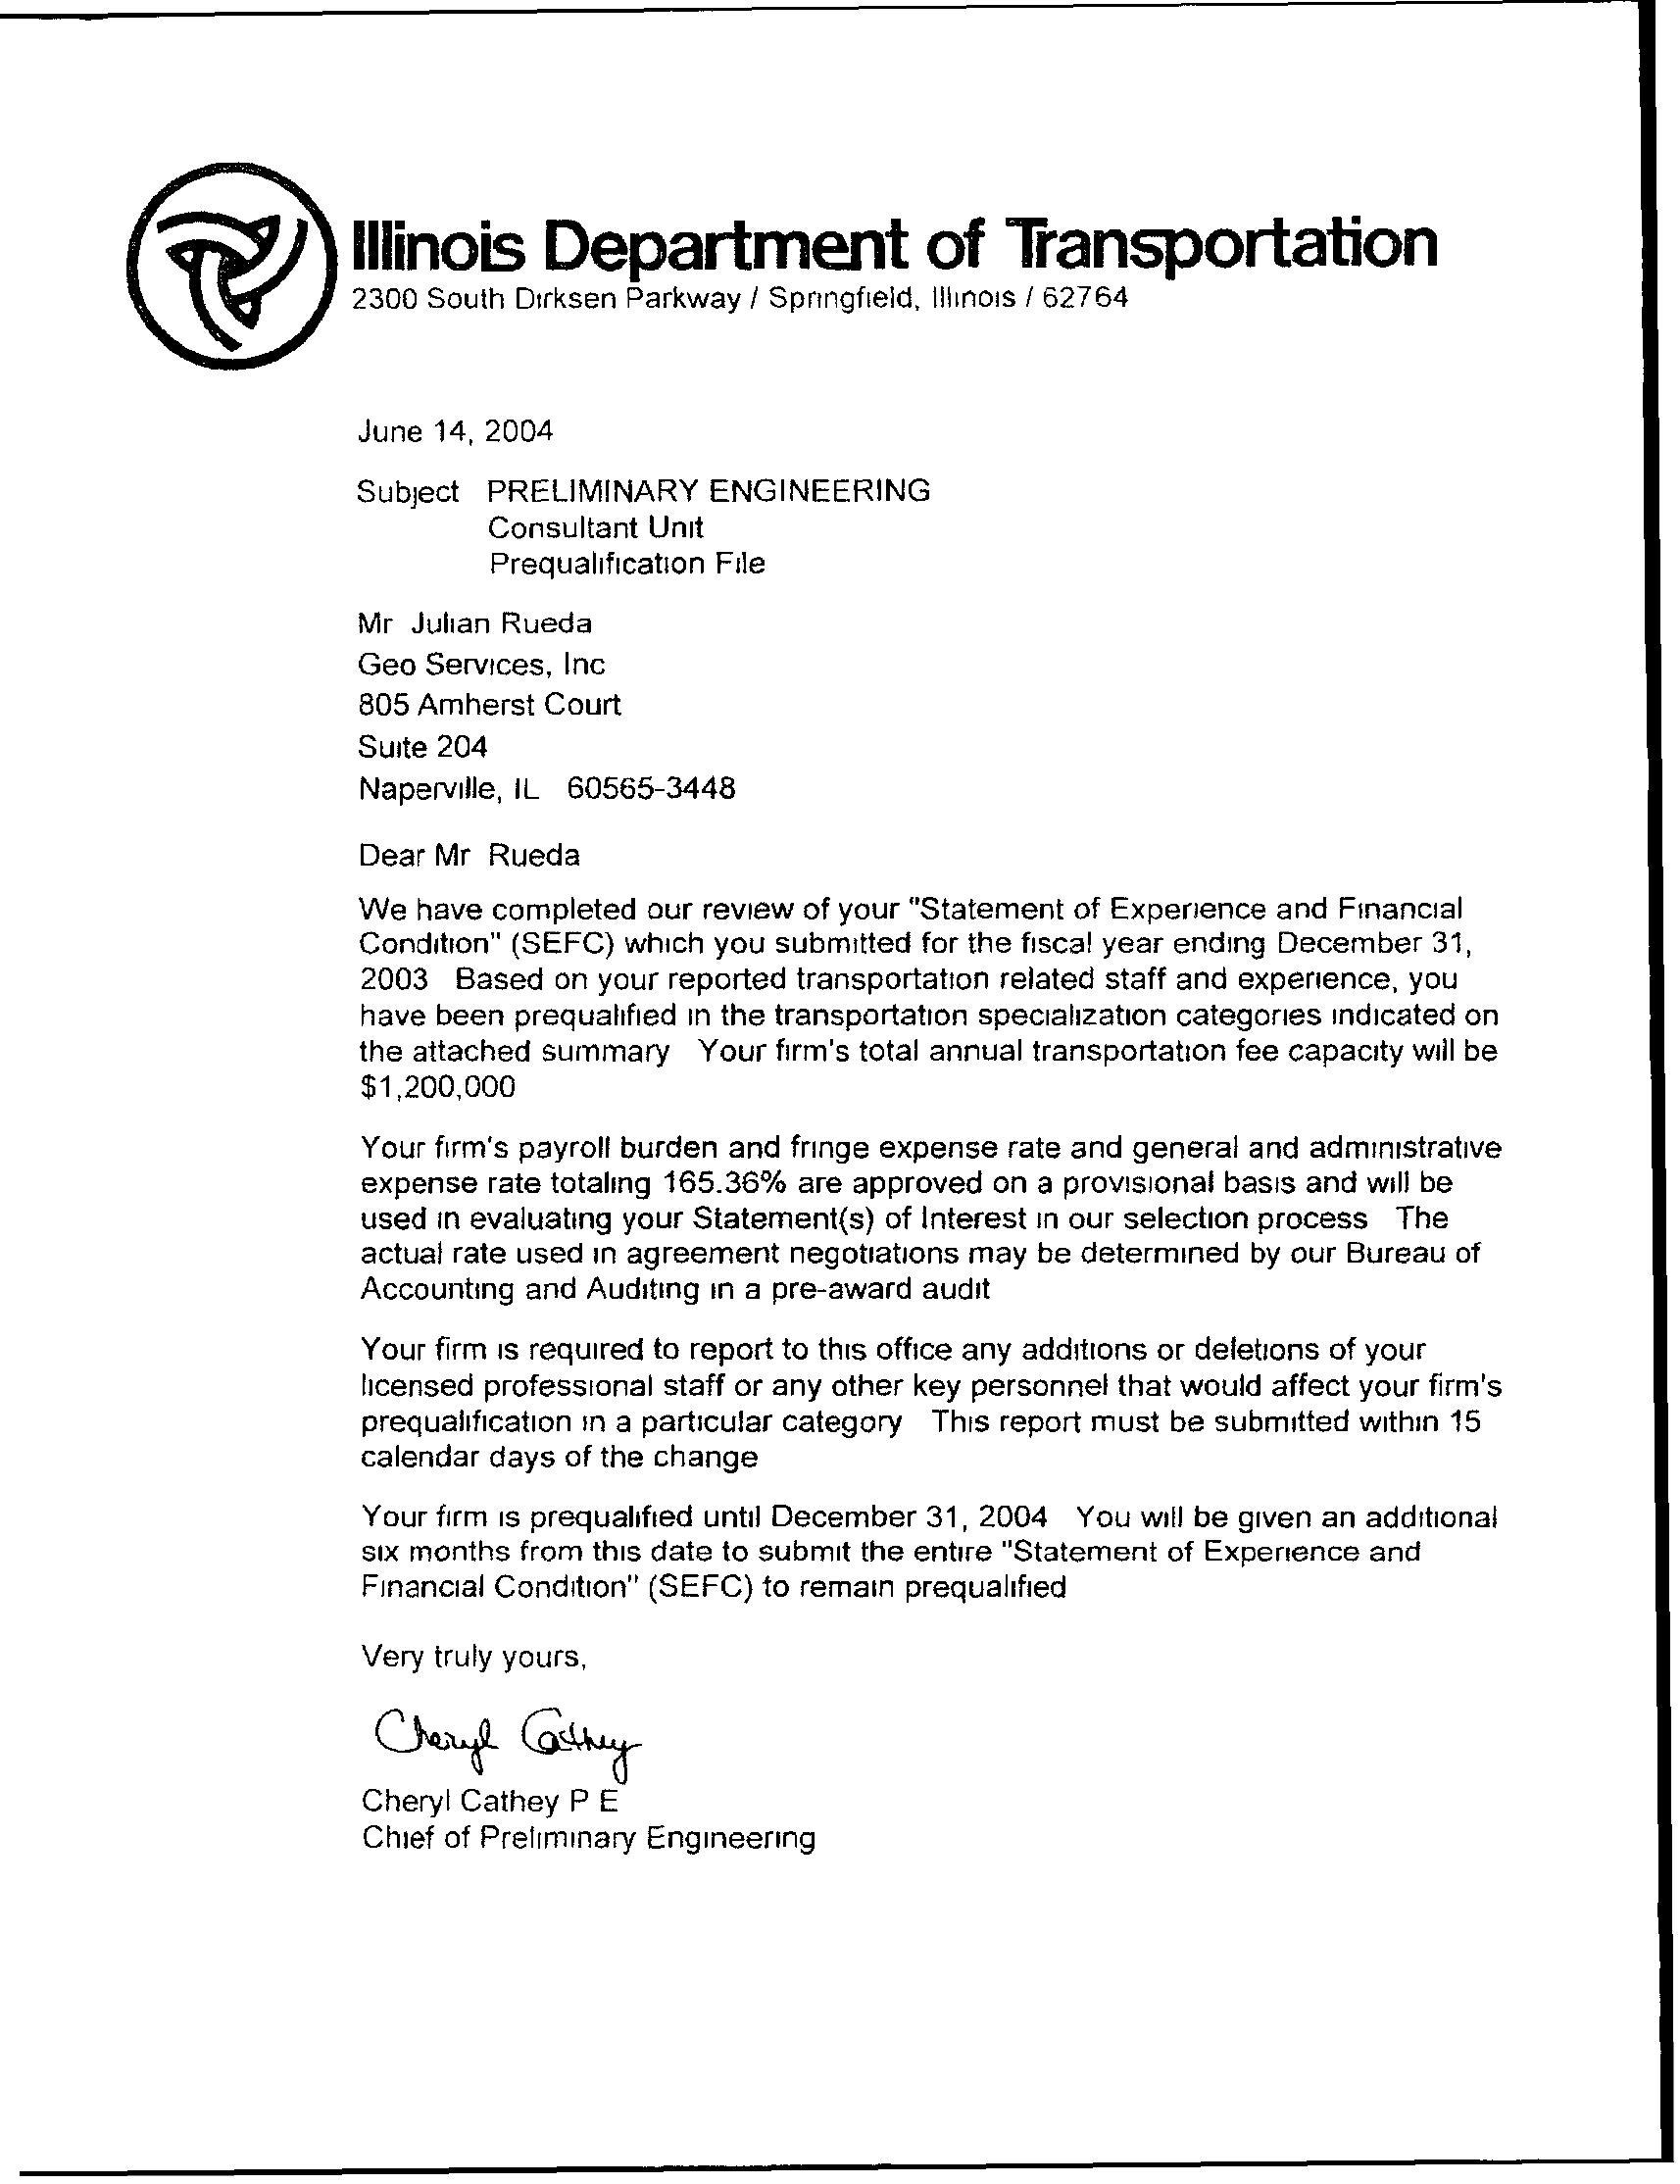 Illinois Department of Transportation
2300 South Dirksen Parkway / Springfield, Illinois / 62764
June 14, 2004
Subject PRELIMINARY ENGINEERING
Consultant Unit
Prequalification File
Mr Julian Rueda
Geo Services, Inc
805 Amherst Court
Suite 204
Naperville, IL 60565-3448
Dear Mr Rueda
We have completed our review of your "Statement of Experience and Financial
Condition" (SEFC) which you submitted for the fiscal year ending December 31,
2003 Based on your reported transportation related staff and experience, you
have been prequalified in the transportation specialization categories indicated on
the attached summary Your firm's total annual transportation fee capacity will be
$1,200,000
Your firm's payroll burden and fringe expense rate and general and administrative
expense rate totaling 165.36% are approved on a provisional basis and will be
used in evaluating your Statement(s) of Interest in our selection process The
actual rate used in agreement negotiations may be determined by our Bureau of
Accounting and Auditing in a pre-award audit
Your firm is required to report to this office any additions or deletions of your
licensed professional staff or any other key personnel that would affect your firm's
prequalification in a particular category This report must be submitted within 15
calendar days of the change
Your firm is prequalified until December 31, 2004 You will be given an additional
six months from this date to submit the entire "Statement of Experience and
Financial Condition" (SEFC) to remain prequalified
Very truly yours,
Cheryl Cathey
Cheryl Cathey P E
Chief of Preliminary Engineering